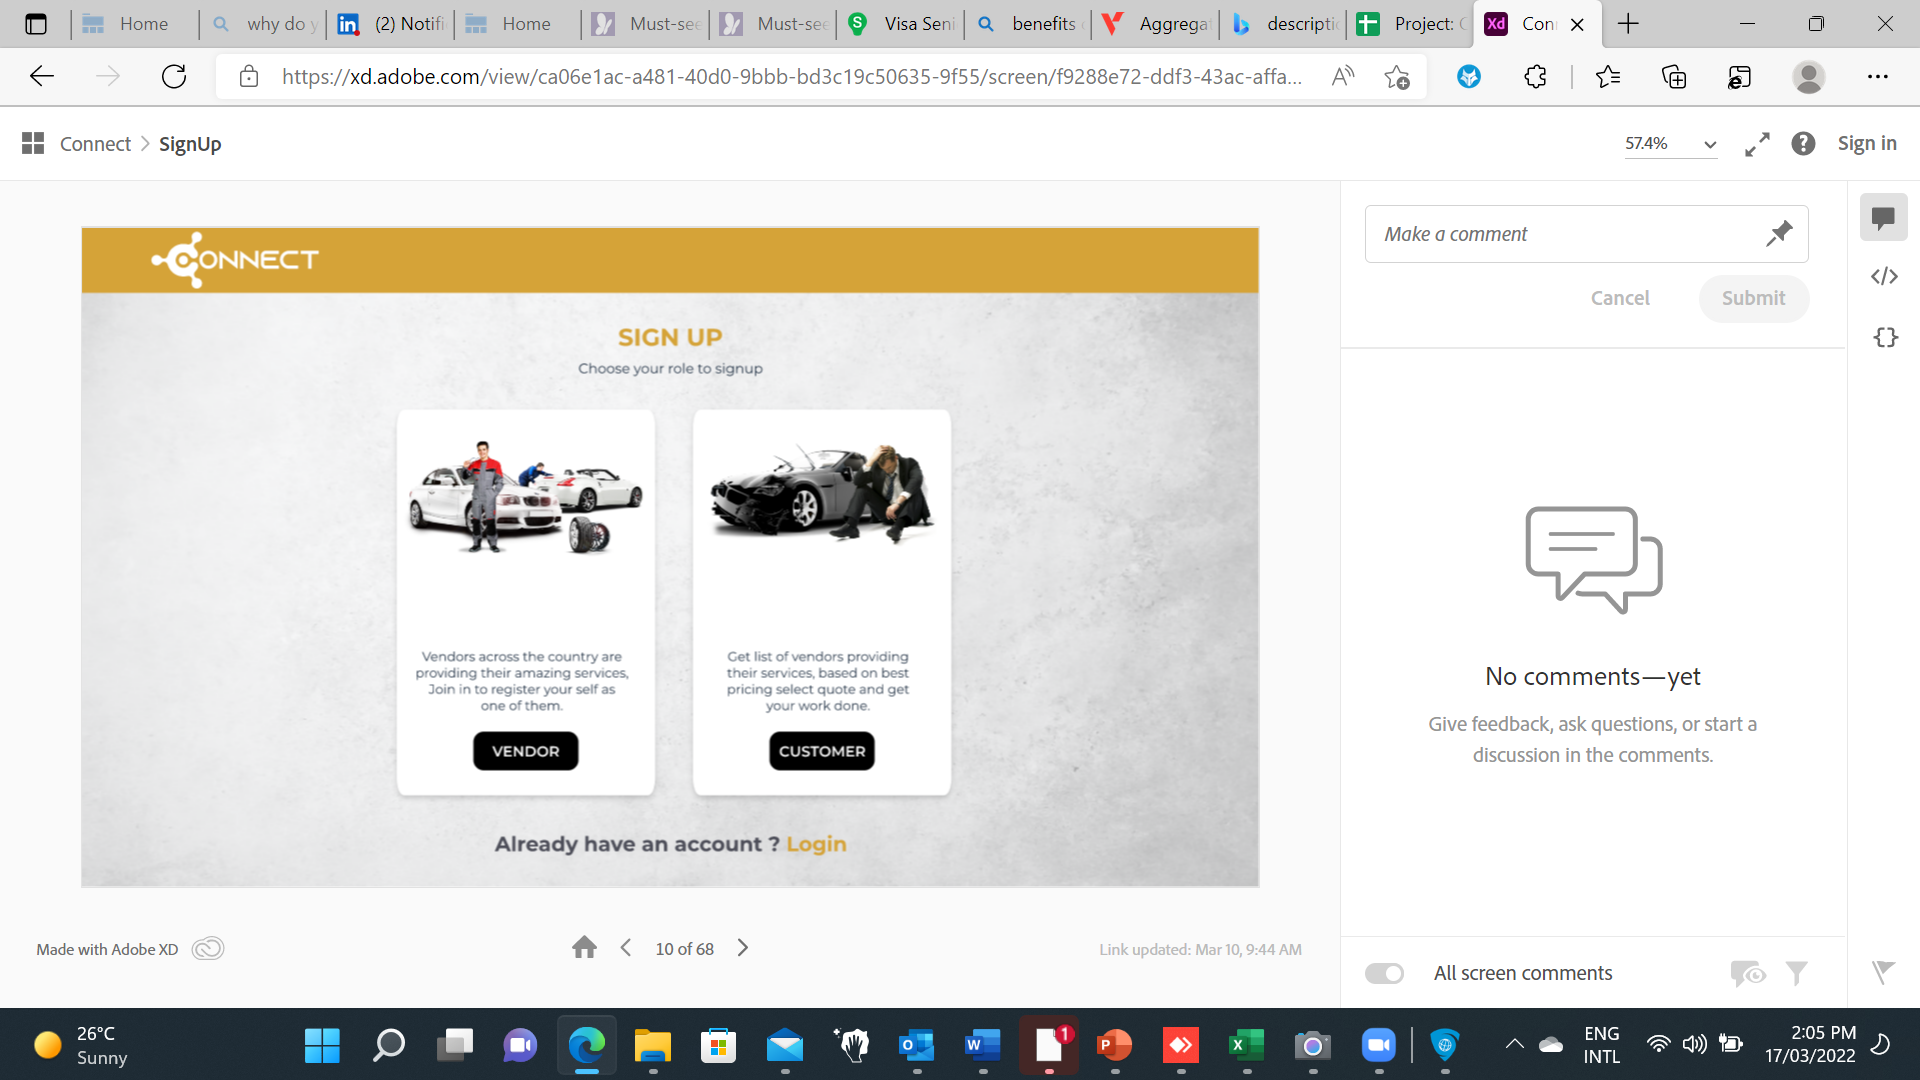 Home
why do y
(2) Notifi
Home
Must-see
Must-see
Visa Seni
benefits
Aggregat
descriptic
Project: C
Xd
Con
https://xd.adobe.com/view/ca06e1ac-a481-40d0-9bbb-bd3c19c50635-9f55/screen/f9288e72-ddf3-43ac-affa...
Connect > SignUp
57.4%
Sign in
CONNECT
SIGN UP
Choose your role to signup
Vendors across the country are
providing their amazing services,
Join in to register your self as
one of them.
VENDOR
Get list of vendors providing
their services, based on best
pricing select quote and get
your work done.
CUSTOMER
Already have an account ? Login
Made with Adobe XD
10 of 68
Link updated: Mar 10, 9:44 AM
Make a comment
Cancel
Submit
No comments—yet
Give feedback, ask questions, or start a
discussion in the comments.
All screen comments
26°C
Sunny
1
ENG
INTL
2:05 PM
17/03/2022